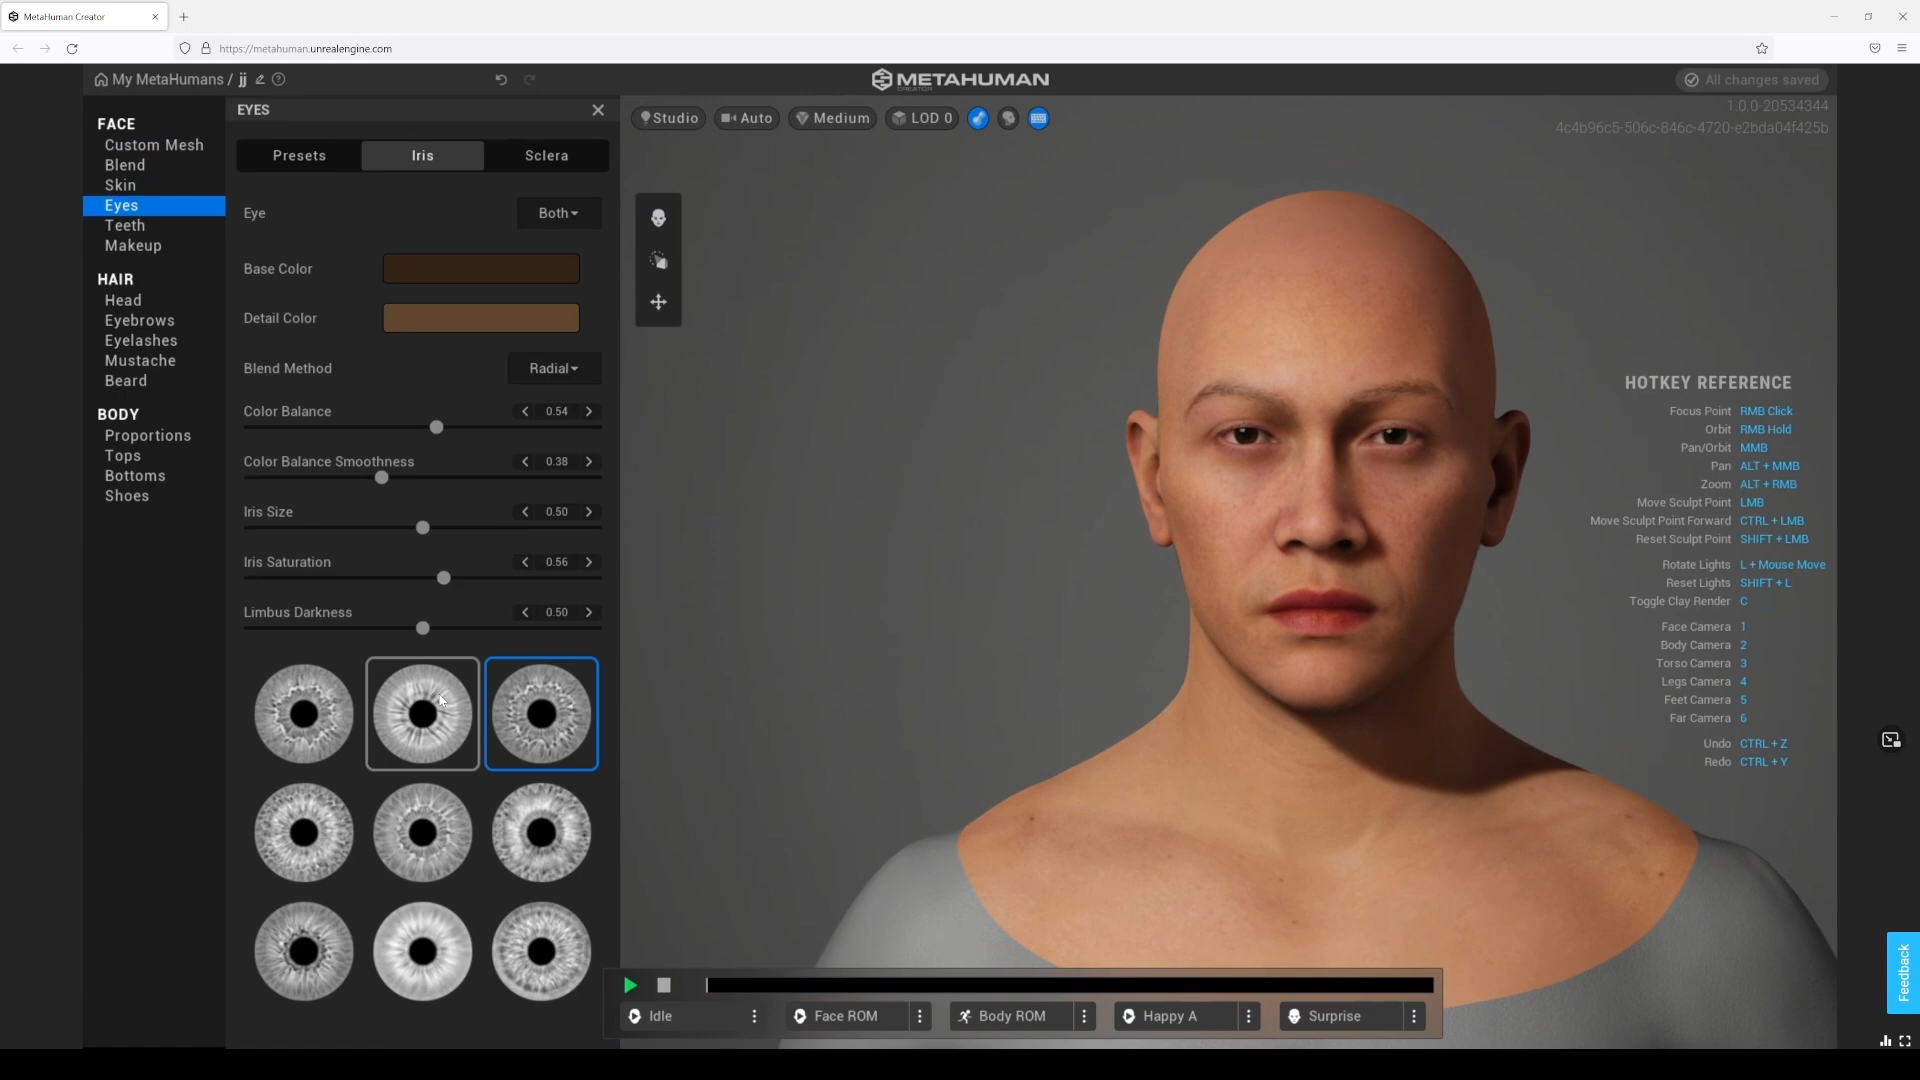 MetaHuman Creator
https://metahuman.unrealengine.com
My MetaHumans / jj
METAHUMAN
CREATOR
All changes saved
1.0.0-20534344
4c4b96c5-506c-846c-4720-e2bda04f425b
FACE
Custom Mesh
Blend
Skin
Eyes
Teeth
Makeup
HAIR
Head
Eyebrows
Eyelashes
Mustache
Beard
BODY
Proportions
Tops
Bottoms
Shoes
EYES
Presets Iris Sclera
Eye Both
Base Color
Detail Color
Blend Method Radial
Color Balance 0.54
Color Balance Smoothness 0.38
Iris Size 0.50
Iris Saturation 0.56
Limbus Darkness 0.50
Studio Auto Medium LOD 0
HOTKEY REFERENCE
Focus Point RMB Click
Orbit RMB Hold
Pan/Orbit MMB
Pan ALT + MMB
Zoom ALT + RMB
Move Sculpt Point LMB
Move Sculpt Point Forward CTRL + LMB
Reset Sculpt Point SHIFT + LMB
Rotate Lights L + Mouse Move
Reset Lights SHIFT + L
Toggle Clay Render C
Face Camera 1
Body Camera 2
Torso Camera 3
Legs Camera 4
Feet Camera 5
Far Camera 6
Undo CTRL + Z
Redo CTRL + Y
Feedback
Idle Face ROM Body ROM Happy A Surprise